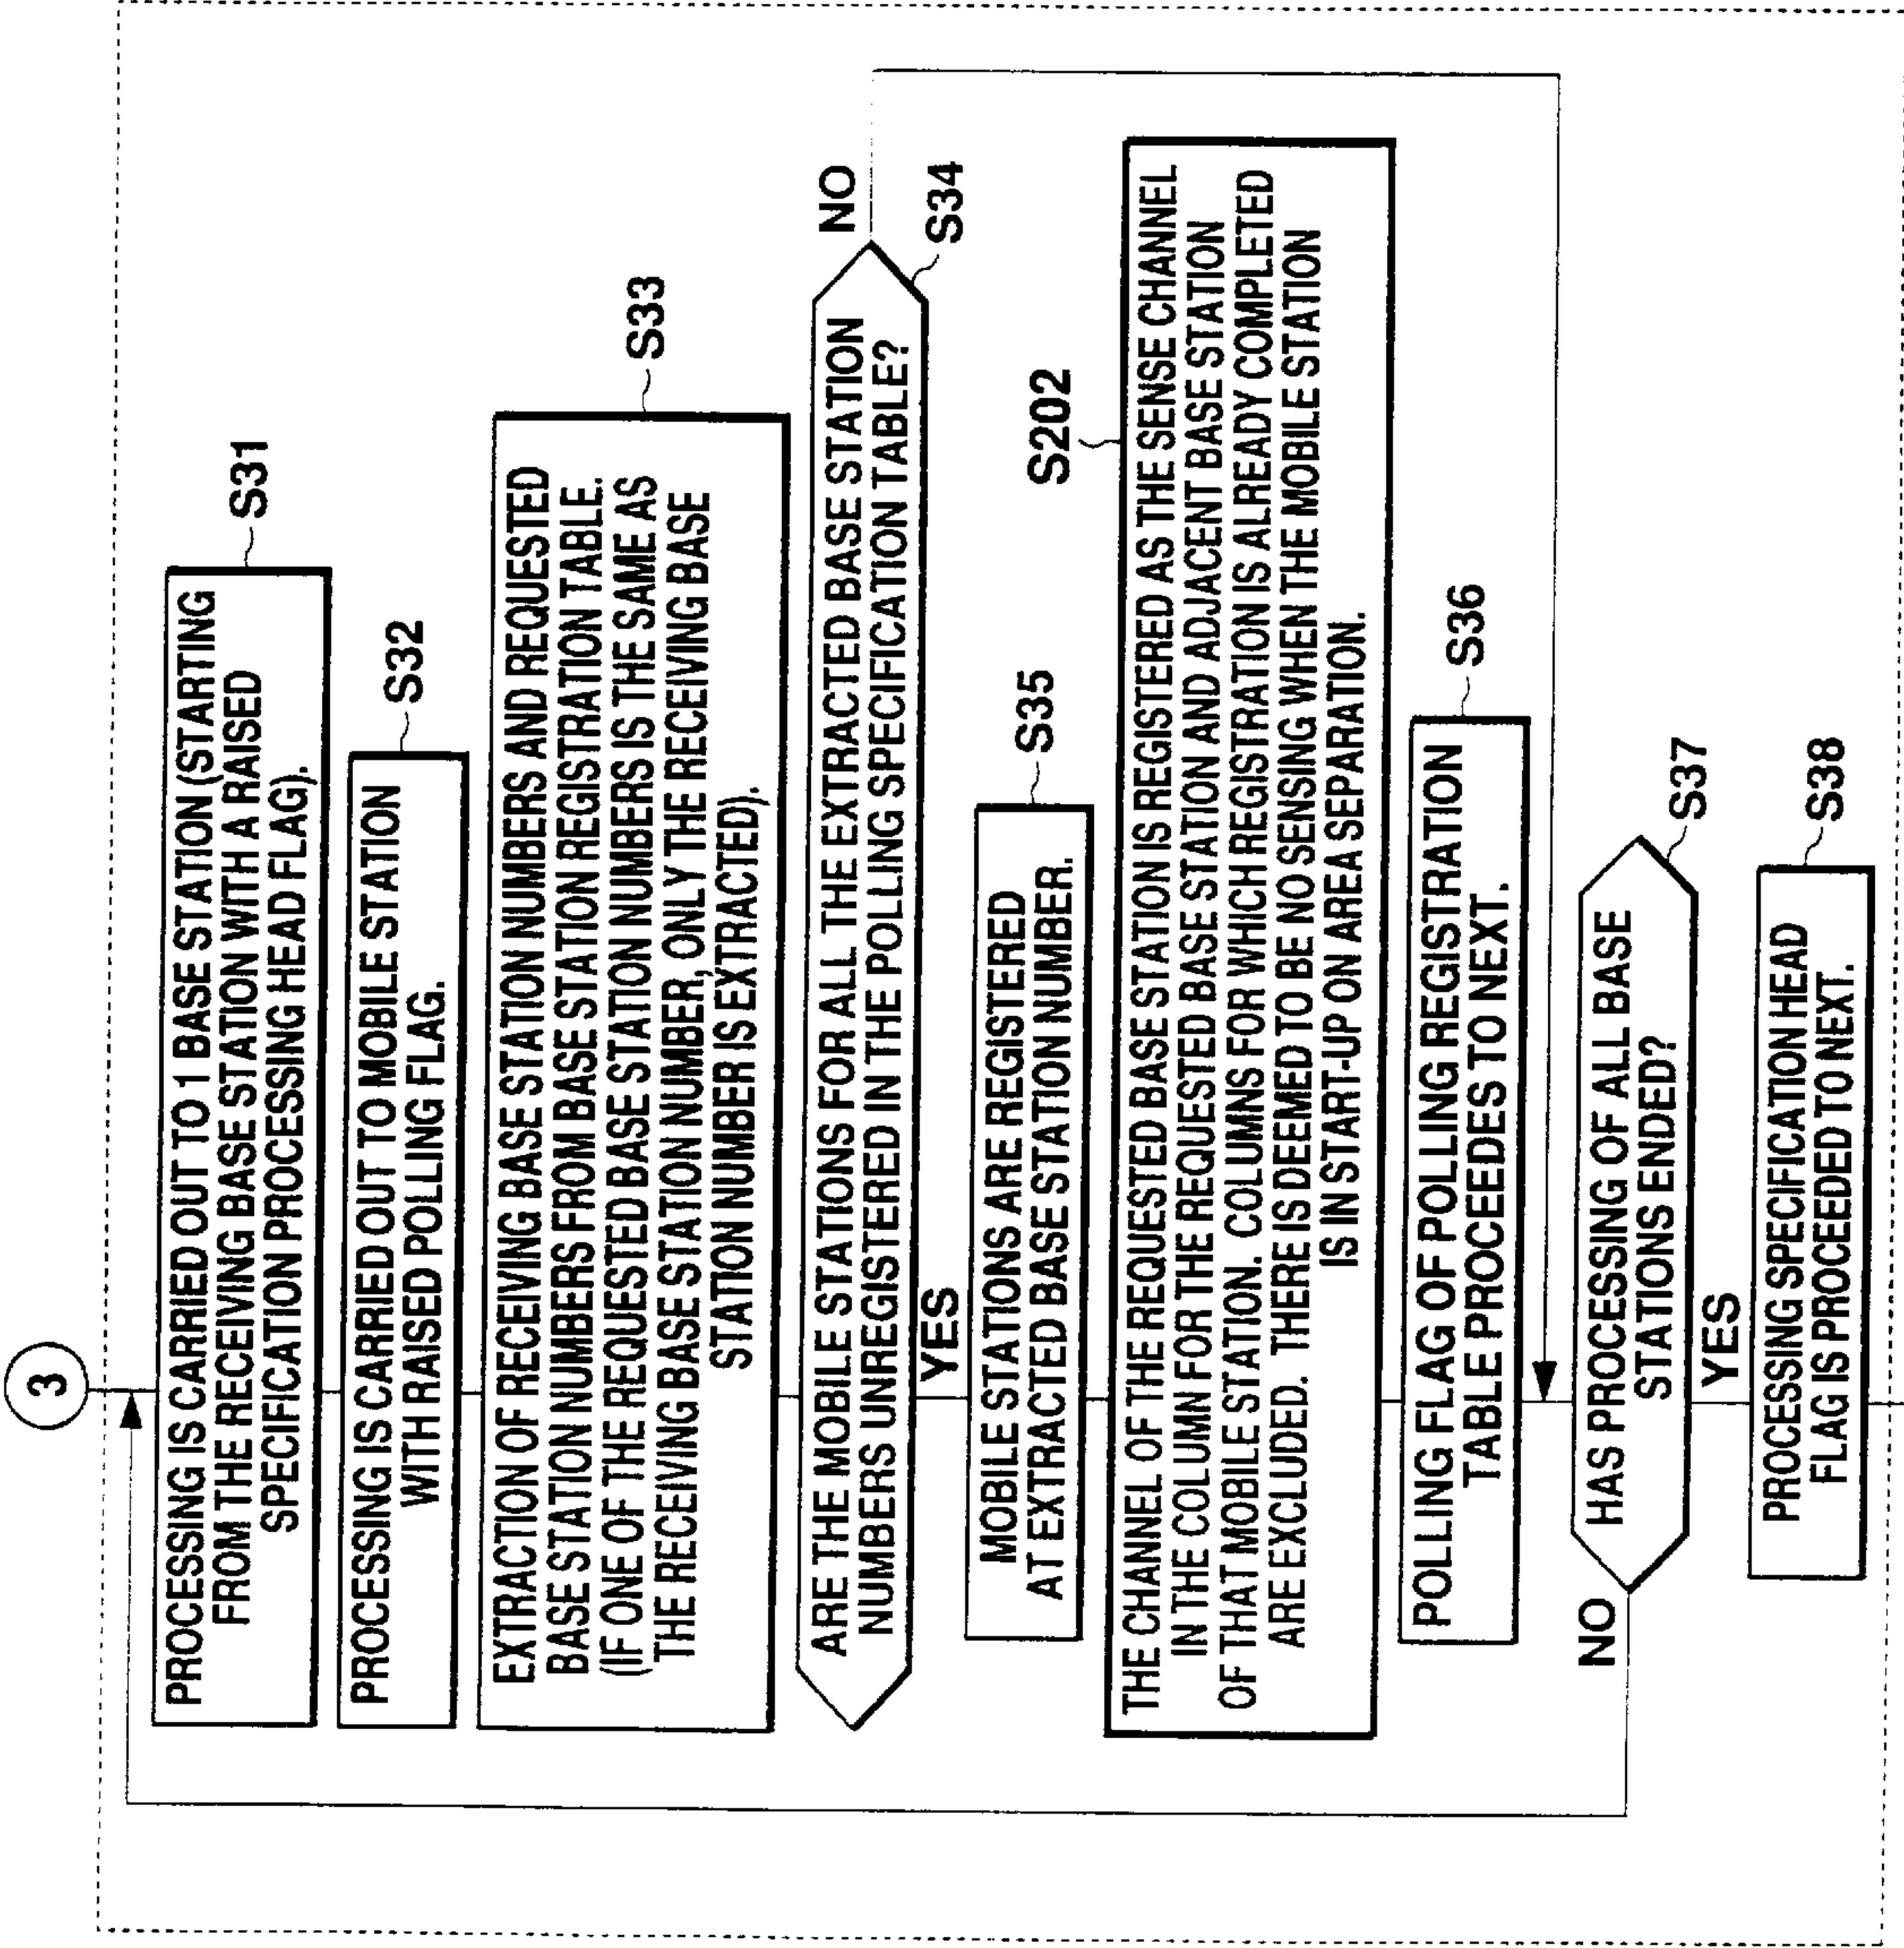 3
PROCESSING IS CARRIED OUT TO 1 BASE STATION (STARTING
FROM THE RECEIVING BASE STATION WITH A RAISED
SPECIFICATION PROCESSING HEAD FLAG).
S31
PROCESSING IS CARRIED OUT TO MOBILE STATION
WITH RAISED POLLING FLAG.
S32
EXTRACTION OF RECEIVING BASE STATION NUMBERS AND REQUESTED
BASE STATION NUMBERS FROM BASE STATION REGISTRATION TABLE.
(IF ONE OF THE REQUESTED BASE STATION NUMBERS IS THE SAME AS
THE RECEIVING BASE STATION NUMBER, ONLY THE RECEIVING BASE
STATION NUMBER IS EXTRACTED).
S33
ARE THE MOBILE STATIONS FOR ALL THE EXTRACTED BASE STATION
NUMBERS UNREGISTERED IN THE POLLING SPECIFICATION TABLE?
NO
S34
YES
MOBILE STATIONS ARE REGISTERED
AT EXTRACTED BASE STATION NUMBER.
S35
S202
THE CHANNEL OF THE REQUESTED BASE STATION IS REGISTERED AS THE SENSE CHANNEL
IN THE COLUMN FOR THE REQUESTED BASE STATION AND ADJACENT BASE STATION
OF THAT MOBILE STATION. COLUMNS FOR WHICH REGISTRATION IS ALREADY COMPLETED
ARE EXCLUDED. THERE IS DEEMED TO BE NO SENSING WHEN THE MOBILE STATION
IS IN START-UP ON AREA SEPARATION.
POLLING FLAG OF POLLING REGISTRATION
TABLE PROCEDES TO NEXT.
S36
HAS PROCESSING OF ALL BASE
STATIONS ENDED?
S37
NO
YES
PROCESSING SPECIFICATION HEAD
FLAG IS PROCEEDED TO NEXT.
S38